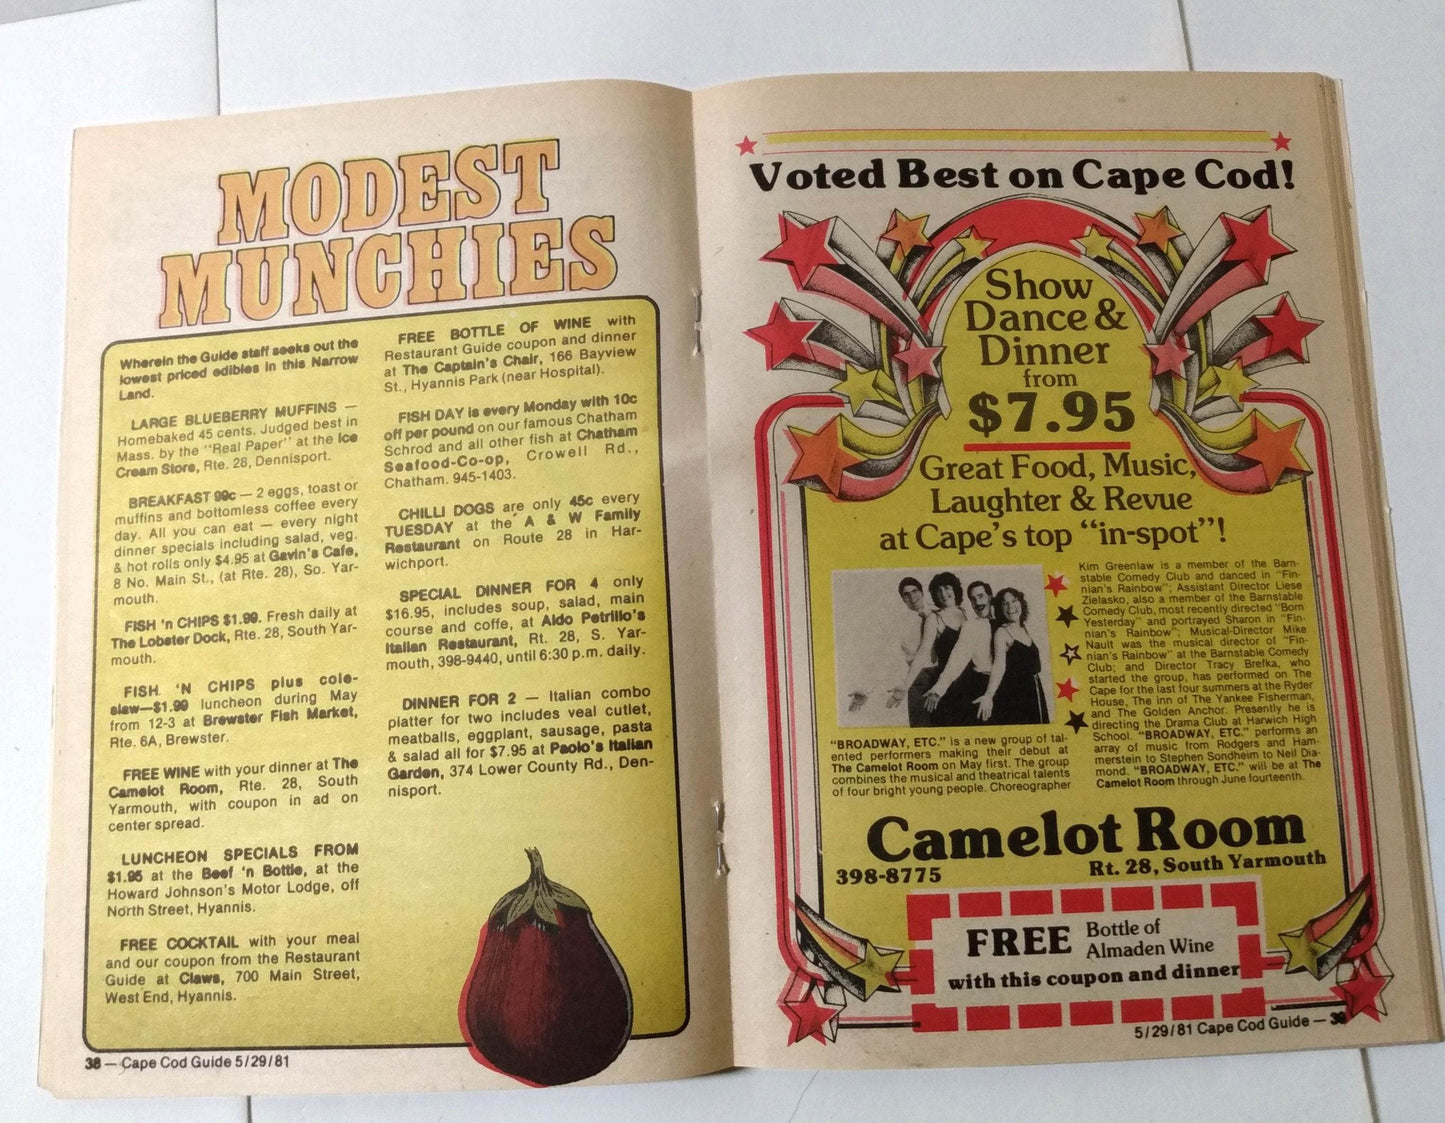 MODEST
MUNCHIES
Wherein the Guide staff seeks out the
lowest priced edibles in this Narrow
Land.
LARGE BLUEBERRY MUFFINS —
Homebaked 45 cents. Judged best in
Mass. by the "Real Paper" at the Ice
Cream Store, Rte. 28, Dennisport.
BREAKFAST 99c — 2 eggs, toast or
muffins and bottomless coffee every
day. All you can eat — every night
dinner specials including salad, veg.
& hot rolls only $4.95 at Gavin's Cafe,
8 No. Main St., (at Rte. 28), So. Yar-
mouth.
FISH 'n CHIPS $1.99. Fresh daily at
The Lobster Dock, Rte. 28, South Yar-
mouth.
FISH 'N CHIPS plus cole-
slaw—$1.99 luncheon during May
from 12-3 at Brewster Fish Market,
Rte. 6A, Brewster.
FREE WINE with your dinner at The
Camelot Room, Rte. 28, South
Yarmouth, with coupon in ad on
center spread.
LUNCHEON SPECIALS FROM
$1.95 at the Beef 'n Bottle, at the
Howard Johnson's Motor Lodge, off
North Street, Hyannis.
FREE COCKTAIL with your meal
and our coupon from the Restaurant
Guide at Claws, 700 Main Street,
West End, Hyannis.
FREE BOTTLE OF WINE with
Restaurant Guide coupon and dinner
at The Captain's Chair, 166 Bayview
St., Hyannis Park (near Hospital).
FISH DAY is every Monday with 10c
off per pound on our famous Chatham
Schrod and all other fish at Chatham
Seafood-Co-op, Crowell Rd.,
Chatham. 945-1403.
CHILLI DOGS are only 45c every
TUESDAY at the A & W Family
Restaurant on Route 28 in Har-
wichport.
SPECIAL DINNER FOR 4 only
$16.95, includes soup, salad, main
course and coffe, at Aldo Petrillo's
Italian Restaurant, Rt. 28, S. Yar-
mouth, 398-9440, until 6:30 p.m. daily.
DINNER FOR 2 — Italian combo
platter for two includes veal cutlet,
meatballs, eggplant, sausage, pasta
& salad all for $7.95 at Paolo's Italian
Garden, 374 Lower County Rd., Den-
nisport.
38 — Cape Cod Guide 5/29/81
Voted Best on Cape Cod!
Show
Dance &
Dinner
from
$7.95
Great Food, Music,
Laughter & Revue
at Cape's top "in-spot"!
"BROADWAY, ETC." is a new group of tal-
ented performers making their debut at
The Camelot Room on May first. The group
combines the musical and theatrical talents
of four bright young people. Choreographer
Kim Greenlaw is a member of the Barn-
stable Comedy Club and danced in "Fin-
nian's Rainbow"; Assistant Director Liese
Zielasko, also a member of the Barnstable
Comedy Club, most recently directed "Born
Yesterday" and portrayed Sharon in "Fin-
nian's Rainbow"; Musical-Director Mike
Nault was the musical director of "Fin-
nian's Rainbow" at the Barnstable Comedy
Club; and Director Tracy Brefka, who
started the group, has performed on The
Cape for the last four summers at the Ryder
House, The inn of The Yankee Fisherman,
and The Golden Anchor. Presently he is
directing the Drama Club at Harwich High
School. "BROADWAY, ETC." performs an
array of music from Rodgers and Ham-
merstein to Stephen Sondheim to Neil Dia-
mond. "BROADWAY, ETC." will be at The
Camelot Room through June fourteenth.
Camelot Room
398-8775
Rt. 28, South Yarmouth
FREE Bottle of
Almaden Wine
with this coupon and dinner
5/29/81 Cape Cod Guide — 39